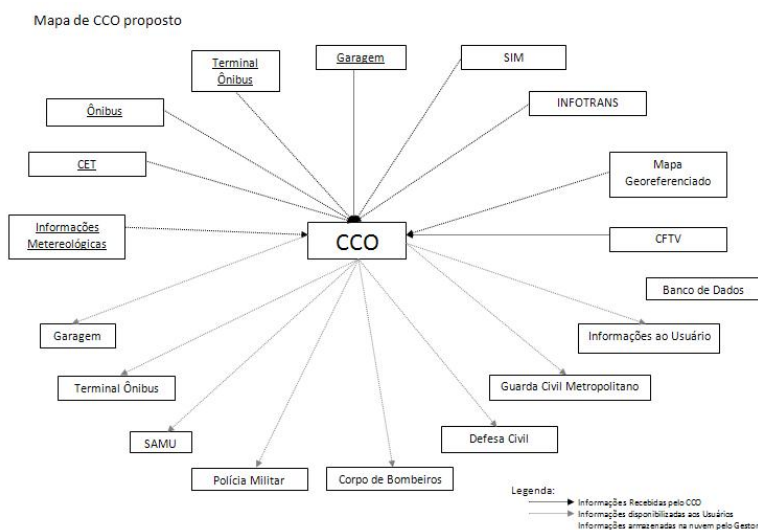 Mapa de CCO proposto
Terminal
Ônibus
Garagem
SIM
Ônibus
INFOTRANS
CET
Mapa
Georeferenciado
Informações
Metereológicas
CCO
CFTV
Banco de Dados
Garagem
Informações ao Usuário
Terminal Ônibus
Guarda Civil Metropolitano
SAMU
Defesa Civil
Polícia Militar
Corpo de Bombeiros
Legenda:
Informações Recebidas pelo CCO
Informações disponibilizadas aos Usuários
Informações armazenadas na nuvem pelo Gestor